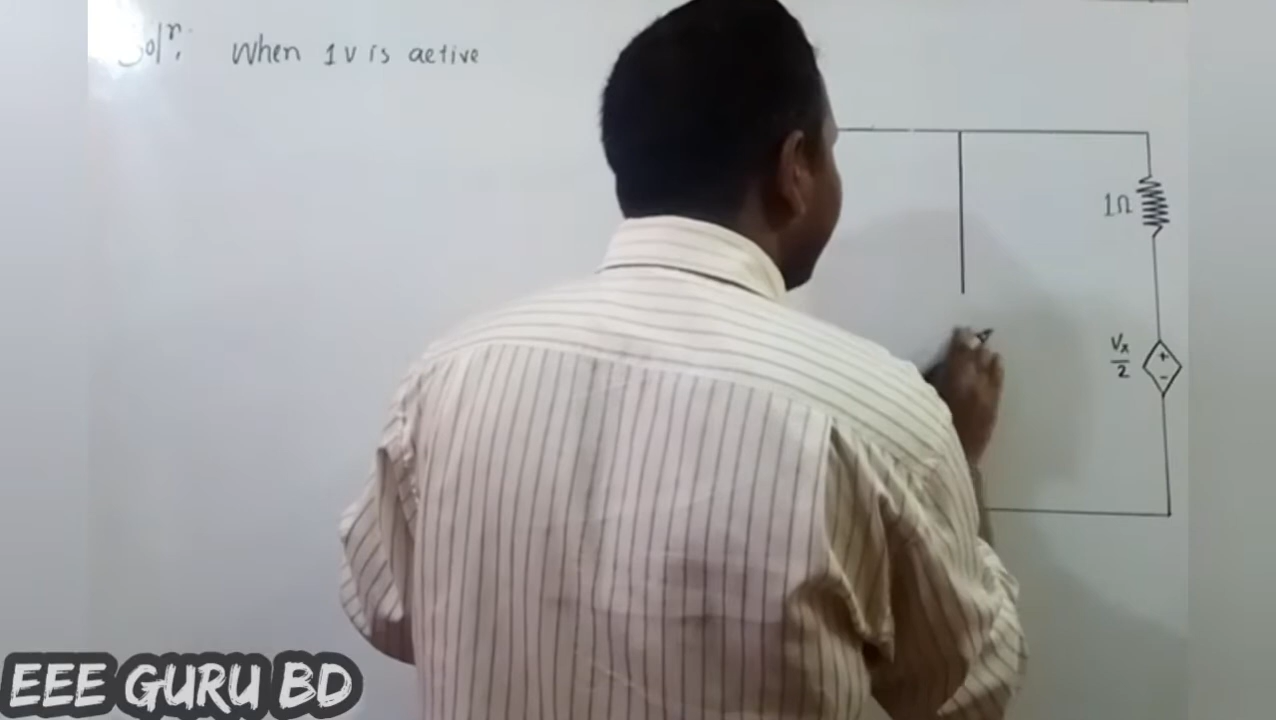 Solⁿ: When 1V is active
1Ω
Vx
2
+
−
EEE GURU BD